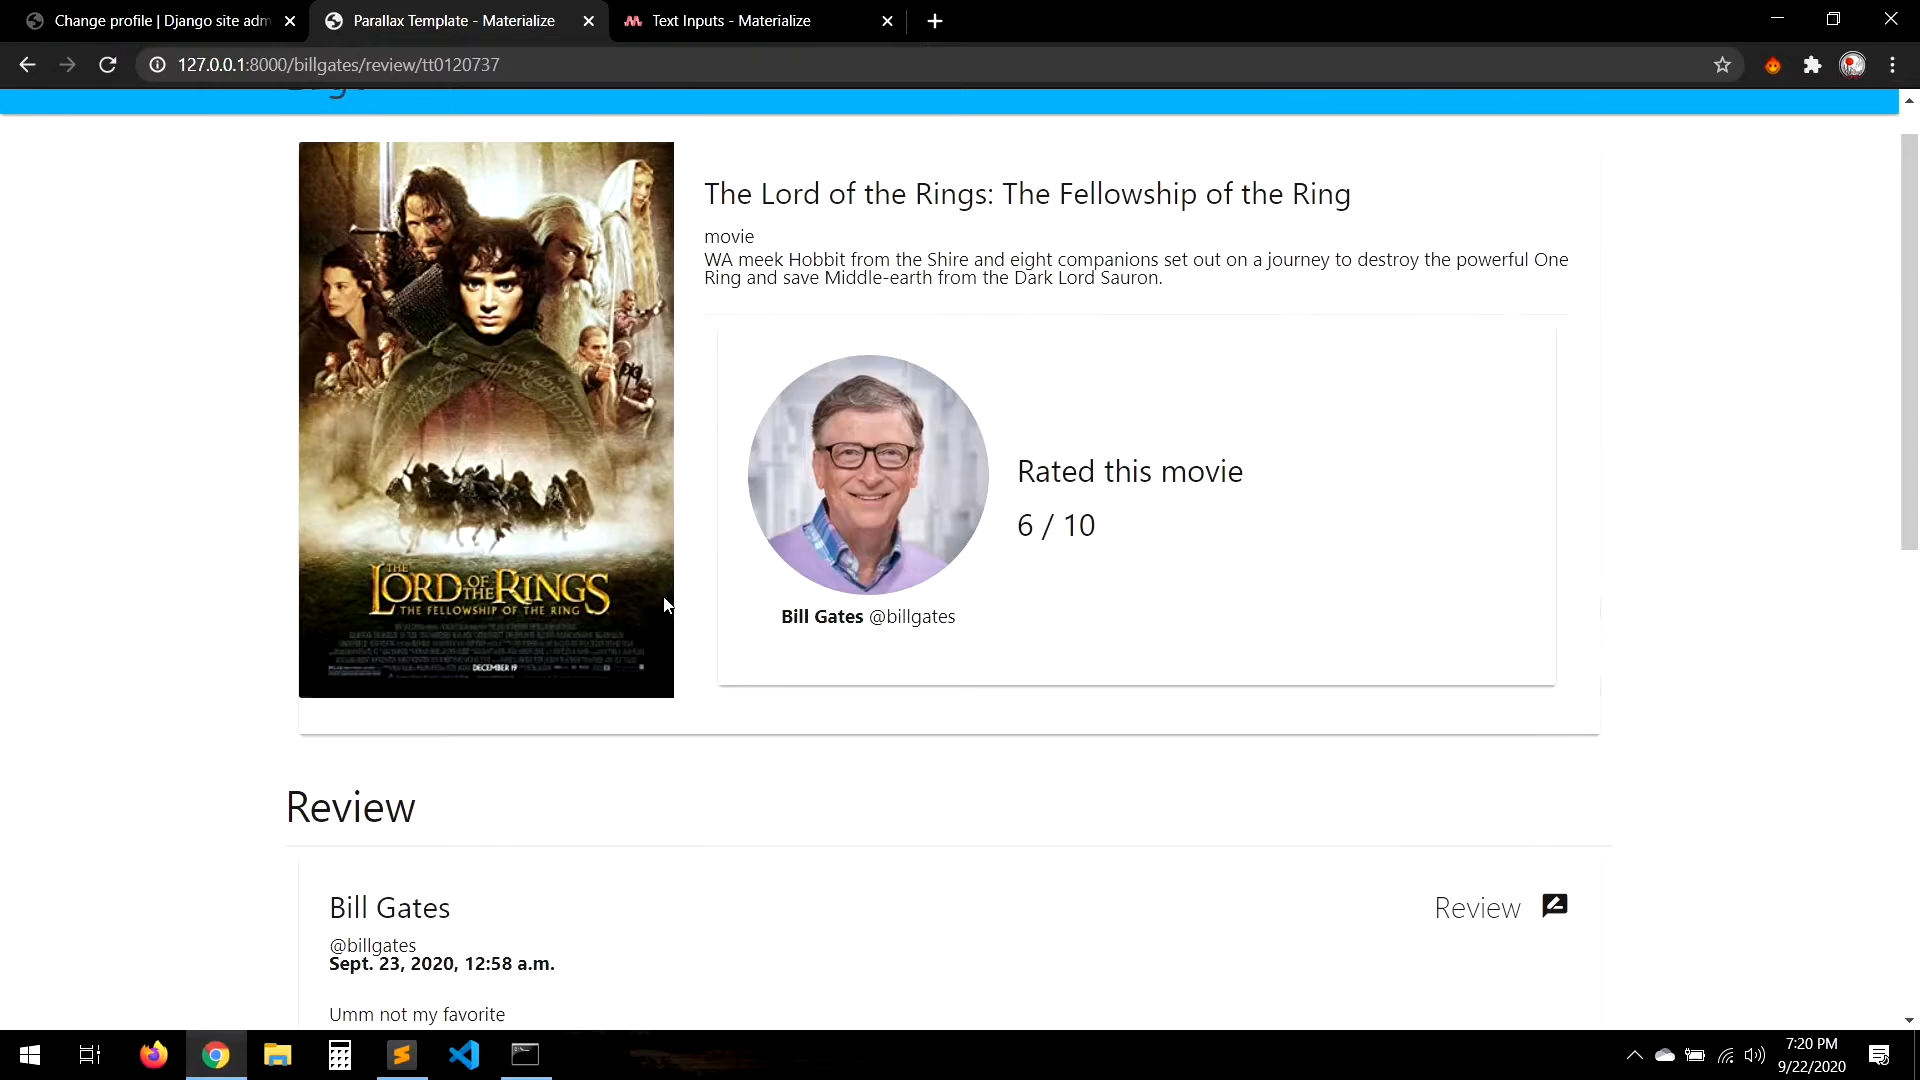 Change profile | Django site adm
Parallax Template - Materialize
Text Inputs - Materialize
127.0.0.1:8000/billgates/review/tt0120737
The Lord of the Rings: The Fellowship of the Ring
movie
WA meek Hobbit from the Shire and eight companions set out on a journey to destroy the powerful One
Ring and save Middle-earth from the Dark Lord Sauron.
Rated this movie
6 / 10
Bill Gates @billgates
THE
LORD OF THE RINGS
THE FELLOWSHIP OF THE RING
DECEMBER 19
Review
Bill Gates
Review
@billgates
Sept. 23, 2020, 12:58 a.m.
Umm not my favorite
7:20 PM
9/22/2020